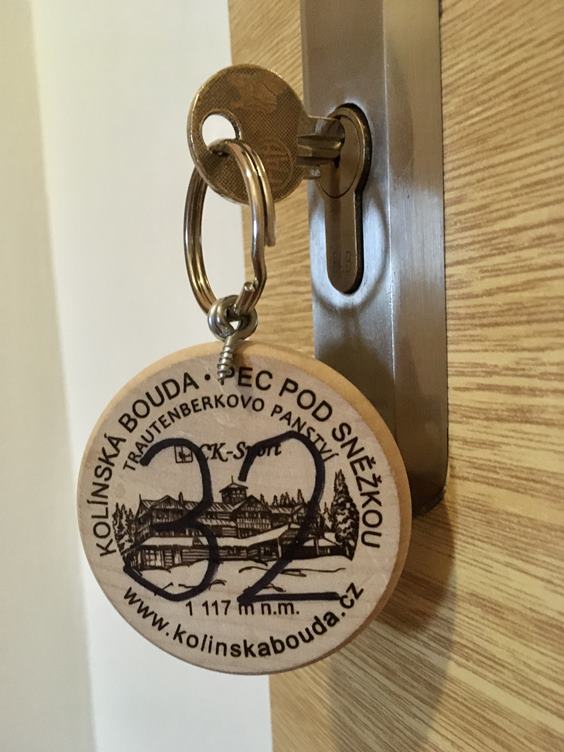 KOLÍNSKÁ BOUDA · PEC POD SNĚŽKOU
TRAUTENBERKOVO PANSTVÍ
CK-Sport
32
1 117 m n.m.
www.kolinskabouda.cz